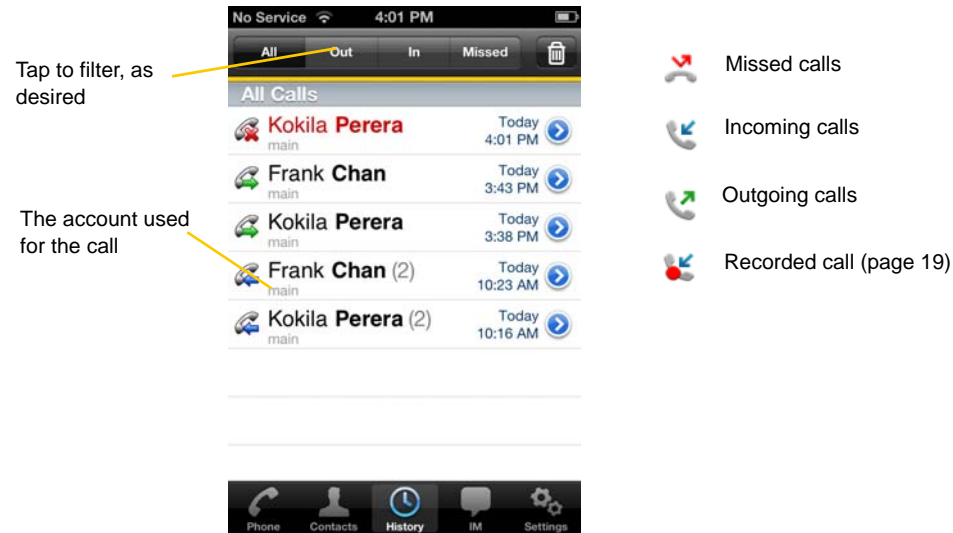 No Service 4:01 PM
All Out In Missed
Tap to filter, as
desired
All Calls
Kokila Perera
main
Today
4:01 PM
Frank Chan
main
Today
3:43 PM
The account used
for the call
Kokila Perera
main
Today
3:38 PM
Frank Chan (2)
main
Today
10:23 AM
Kokila Perera (2)
main
Today
10:16 AM
Phone Contacts History IM Settings
Missed calls
Incoming calls
Outgoing calls
Recorded call (page 19)